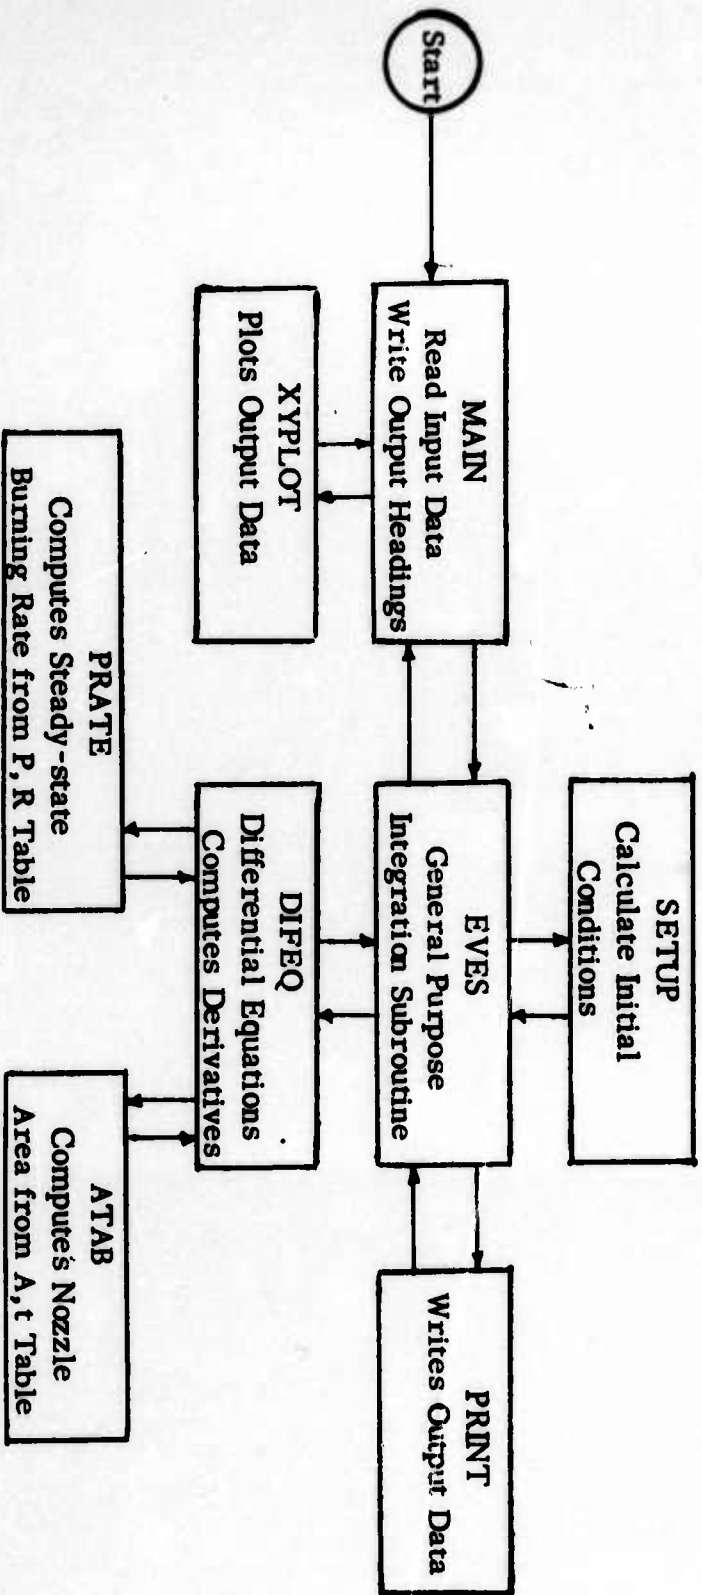 Start
MAIN
Read Input Data
Write Output Headings
XYPLOT
Plots Output Data
SETUP
Calculate Initial
Conditions
EVES
General Purpose
Integration Subroutine
DIFEQ
Differential Equations
Computes Derivatives
PRATE
Computes Steady-state
Burning Rate from P, R Table
PRINT
Writes Output Data
ATAB
Computes Nozzle
Area from A,t Table